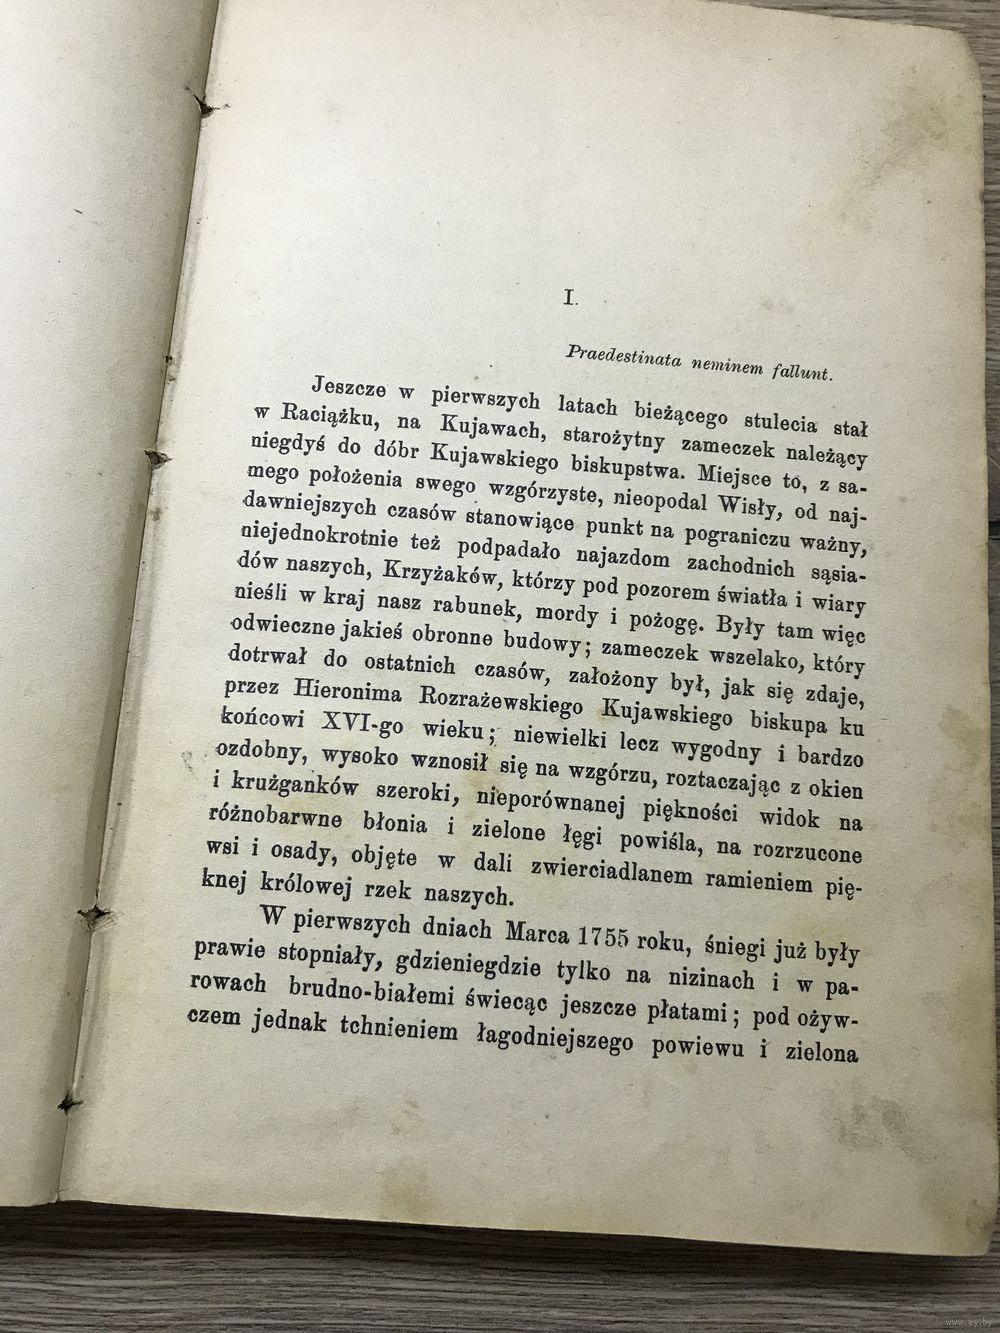 I.
Praedestinata neminem fallunt.
Jeszcze w pierwszych latach bieżącego stulecia stał
w Raciążku, na Kujawach, starożytny zameczek należący
niegdyś do dóbr Kujawskiego biskupstwa. Miejsce to, z sa-
mego położenia swego wzgórzyste, nieopodal Wisły, od naj-
dawniejszych czasów stanowiące punkt na pograniczu ważny,
niejednokrotnie też podpadało najazdom zachodnich sąsia-
dów naszych, Krzyżaków, którzy pod pozorem światła i wiary
nieśli w kraj nasz rabunek, mordy i pożogę. Były tam więc
odwieczne jakieś obronne budowy; zameczek wszelako, który
dotrwał do ostatnich czasów, założony był, jak się zdaje,
przez Hieronima Rozrażewskiego Kujawskiego biskupa ku
końcowi XVI-go wieku; niewielki lecz wygodny i bardzo
ozdobny, wysoko wznosił się na wzgórzu, roztaczając z okien
i krużganków szeroki, nieporównanej piękności widok na
różnobarwne błonia i zielone łęgi powiśla, na rozrzucone
wsi i osady, objęte w dali zwierciadlanem ramieniem pię-
knej królowej rzek naszych.
W pierwszych dniach Marca 1755 roku, śniegi już były
prawie stopniały, gdzieniegdzie tylko na nizinach i w pa-
rowach brudno-białemi świecąc jeszcze płatami; pod ożyw-
czem jednak tchnieniem łagodniejszego powiewu i zielona
www.ay.by